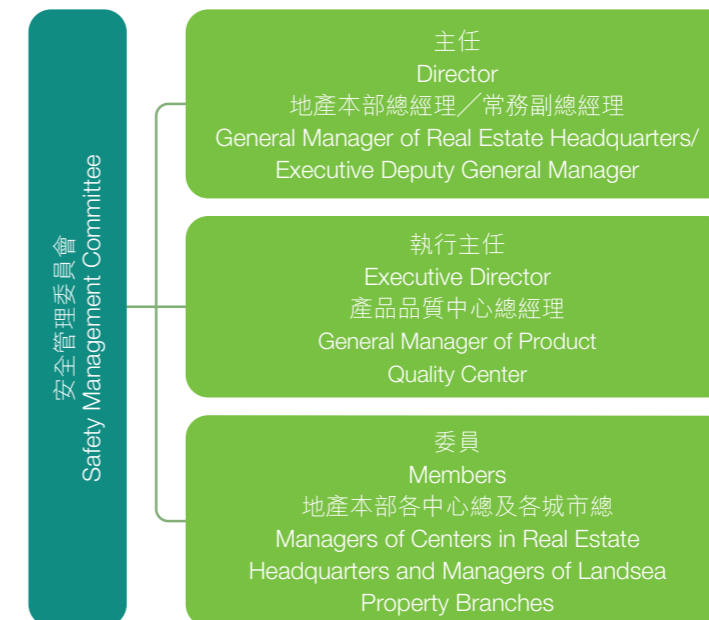 安全管理委員會
Safety Management Committee
主任
Director
地產本部總經理／常務副總經理
General Manager of Real Estate Headquarters/
Executive Deputy General Manager
執行主任
Executive Director
產品品質中心總經理
General Manager of Product
Quality Center
委員
Members
地產本部各中心總及各城市總
Managers of Centers in Real Estate
Headquarters and Managers of Landsea
Property Branches